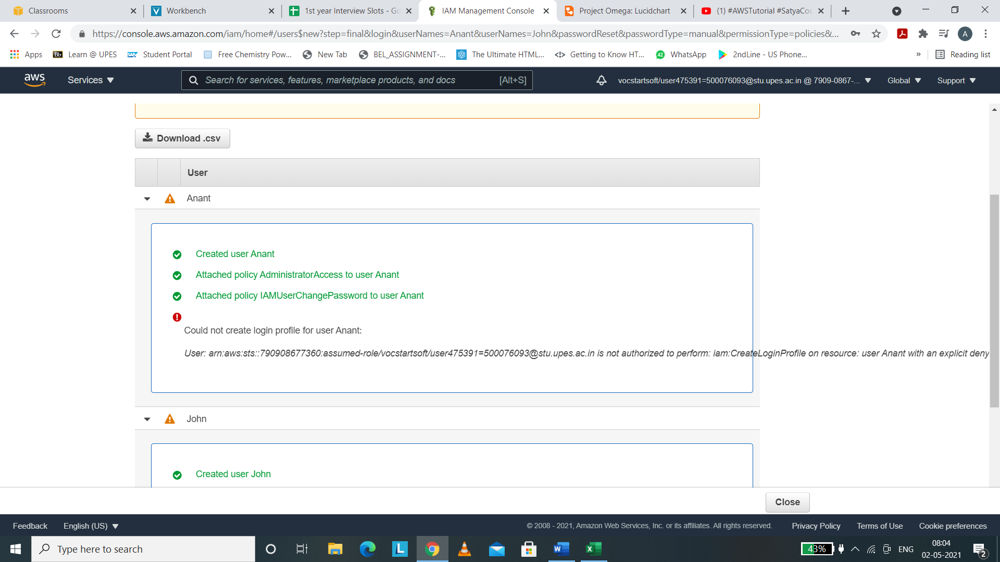 Classrooms
Workbench
1st year Interview Slots - Go
IAM Management Console
Project Omega: Lucidchart
(1) #AWSTutorial #SatyaCo
https://console.aws.amazon.com/iam/home#/users$new?step=final&login&userNames=Anant&userNames=John&passwordReset&passwordType=manual&permissionType=policies&...
A
Apps
Bb Learn @ UPES
SAP Student Portal
Free Chemistry Pow...
New Tab
BEL_ASSIGNMENT-...
The Ultimate HTML...
<!> Getting to Know HT...
42 WhatsApp
2ndLine - US Phone...
»
Reading list
aws
Services
Search for services, features, marketplace products, and docs [Alt+S]
vocstartsoft/user475391=500076093@stu.upes.ac.in @ 7909-0867-...
Global
Support
Download .csv
User
Anant
Created user Anant
Attached policy AdministratorAccess to user Anant
Attached policy IAMUserChangePassword to user Anant
Could not create login profile for user Anant:
User: arn:aws:sts::790908677360:assumed-role/vocstartsoft/user475391=500076093@stu.upes.ac.in is not authorized to perform: iam:CreateLoginProfile on resource: user Anant with an explicit deny
John
Created user John
Close
Feedback
English (US)
© 2008 - 2021, Amazon Web Services, Inc. or its affiliates. All rights reserved.
Privacy Policy
Terms of Use
Cookie preferences
Type here to search
L
W
X
43%
ENG
08:04
02-05-2021
2